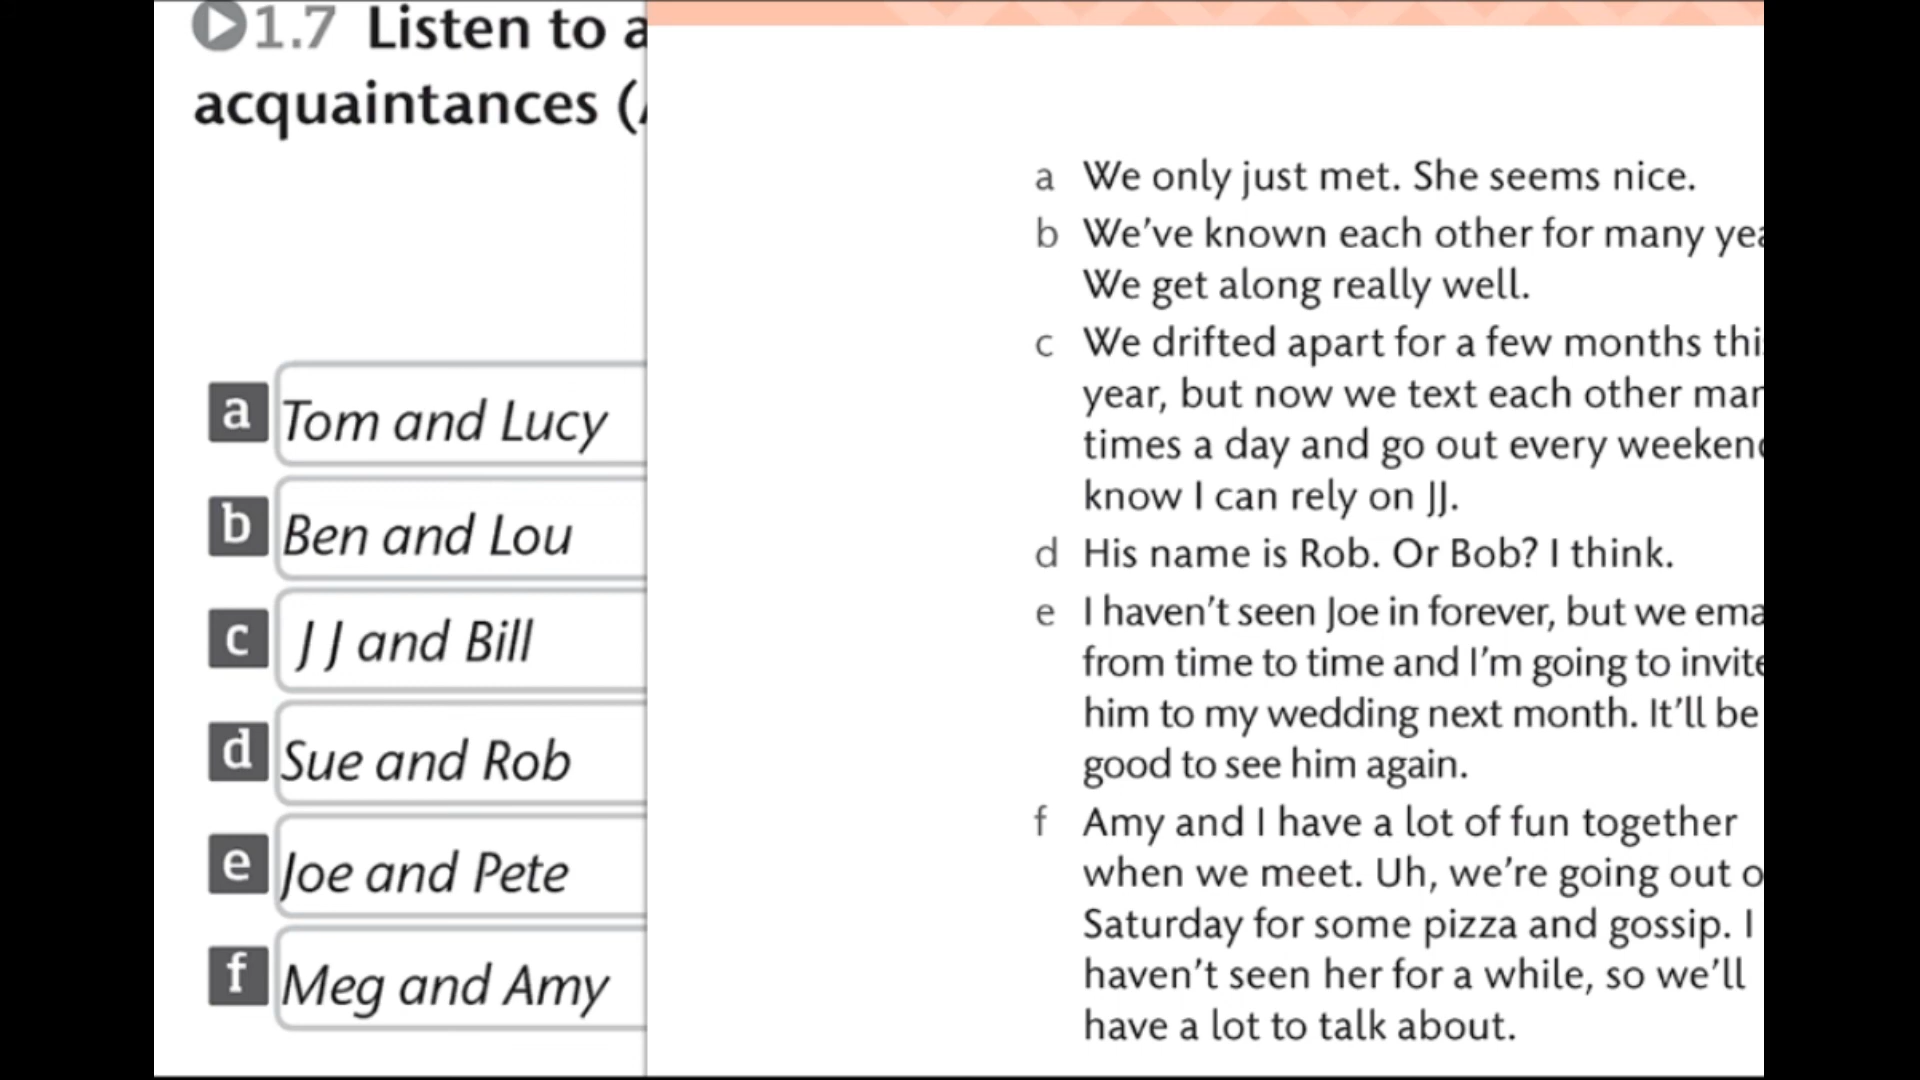 1.7 Listen to a
acquaintances (
a Tom and Lucy
b Ben and Lou
c J J and Bill
d Sue and Rob
e Joe and Pete
f Meg and Amy
a We only just met. She seems nice.
b We've known each other for many
We get along really well.
c We drifted apart for a few months
year, but now we text each other
times a day and go out every
know I can rely on JJ.
d His name is Rob. Or Bob? I think.
e I haven't seen Joe in forever, but we
from time to time and I'm going to
him to my wedding next month. It'll be
good to see him again.
f Amy and I have a lot of fun together
when we meet. Uh, we're going out
Saturday for some pizza and gossip. I
haven't seen her for a while, so we'll
have a lot to talk about.